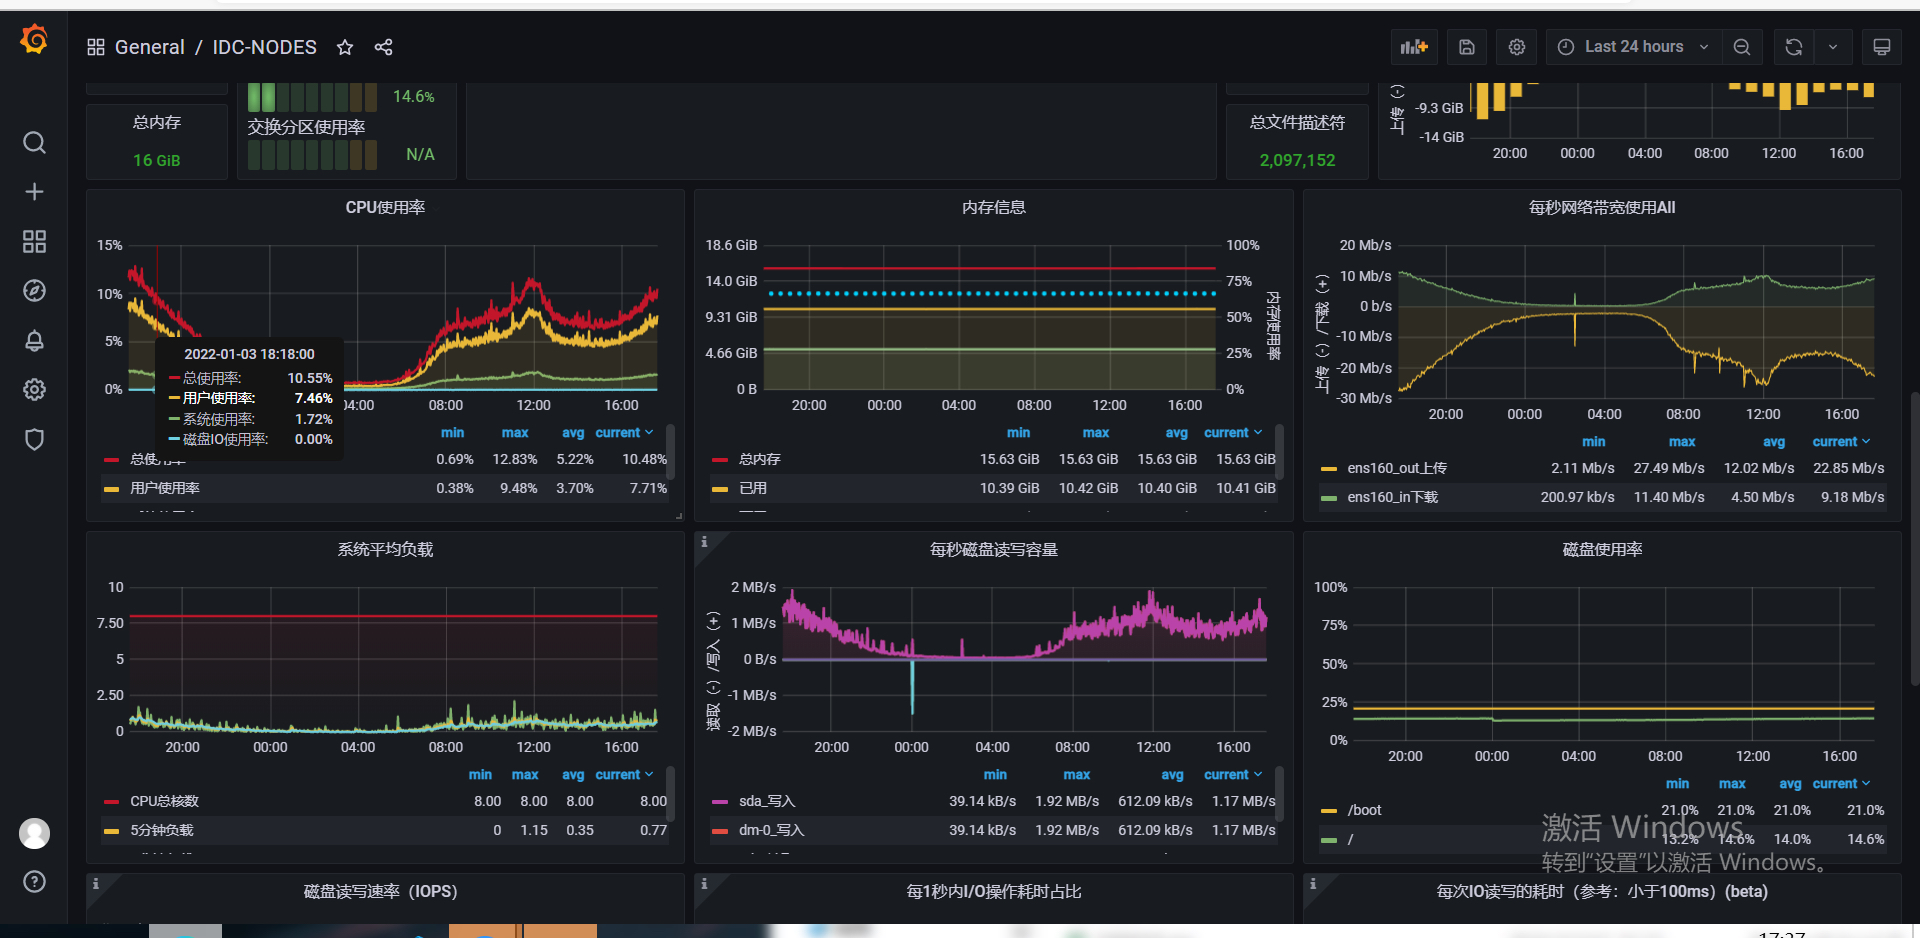 General / IDC-NODES
Last 24 hours
总内存
16 GiB
14.6%
交换分区使用率
N/A
总文件描述符
2,097,152
上传 (-)
-9.3 GiB
-14 GiB
20:00 00:00 04:00 08:00 12:00 16:00
CPU使用率
15%
10%
5%
0%
04:00 08:00 12:00 16:00
2022-01-03 18:18:00
总使用率: 10.55%
用户使用率: 7.46%
系统使用率: 1.72%
磁盘IO使用率: 0.00%
min max avg current
总使用率 0.69% 12.83% 5.22% 10.48%
用户使用率 0.38% 9.48% 3.70% 7.71%
内存信息
18.6 GiB
14.0 GiB
9.31 GiB
4.66 GiB
0 B
100%
75%
50%
25%
0%
内存使用率
20:00 00:00 04:00 08:00 12:00 16:00
min max avg current
总内存 15.63 GiB 15.63 GiB 15.63 GiB 15.63 GiB
已用 10.39 GiB 10.42 GiB 10.40 GiB 10.41 GiB
每秒网络带宽使用All
上传 (-) /下载 (+)
20 Mb/s
10 Mb/s
0 b/s
-10 Mb/s
-20 Mb/s
-30 Mb/s
20:00 00:00 04:00 08:00 12:00 16:00
min max avg current
ens160_out上传 2.11 Mb/s 27.49 Mb/s 12.02 Mb/s 22.85 Mb/s
ens160_in下载 200.97 kb/s 11.40 Mb/s 4.50 Mb/s 9.18 Mb/s
系统平均负载
10
7.50
5
2.50
0
20:00 00:00 04:00 08:00 12:00 16:00
min max avg current
CPU总核数 8.00 8.00 8.00 8.00
5分钟负载 0 1.15 0.35 0.77
每秒磁盘读写容量
读取 (-) /写入 (+)
2 MB/s
1 MB/s
0 B/s
-1 MB/s
-2 MB/s
20:00 00:00 04:00 08:00 12:00 16:00
min max avg current
sda_写入 39.14 kB/s 1.92 MB/s 612.09 kB/s 1.17 MB/s
dm-0_写入 39.14 kB/s 1.92 MB/s 612.09 kB/s 1.17 MB/s
磁盘使用率
100%
75%
50%
25%
0%
20:00 00:00 04:00 08:00 12:00 16:00
min max avg current
/boot 21.0% 21.0% 21.0% 21.0%
/ 13.2% 14.6% 14.0% 14.6%
激活 Windows
转到“设置”以激活 Windows。
磁盘读写速率（IOPS）
每1秒内I/O操作耗时占比
每次IO读写的耗时（参考：小于100ms）(beta)